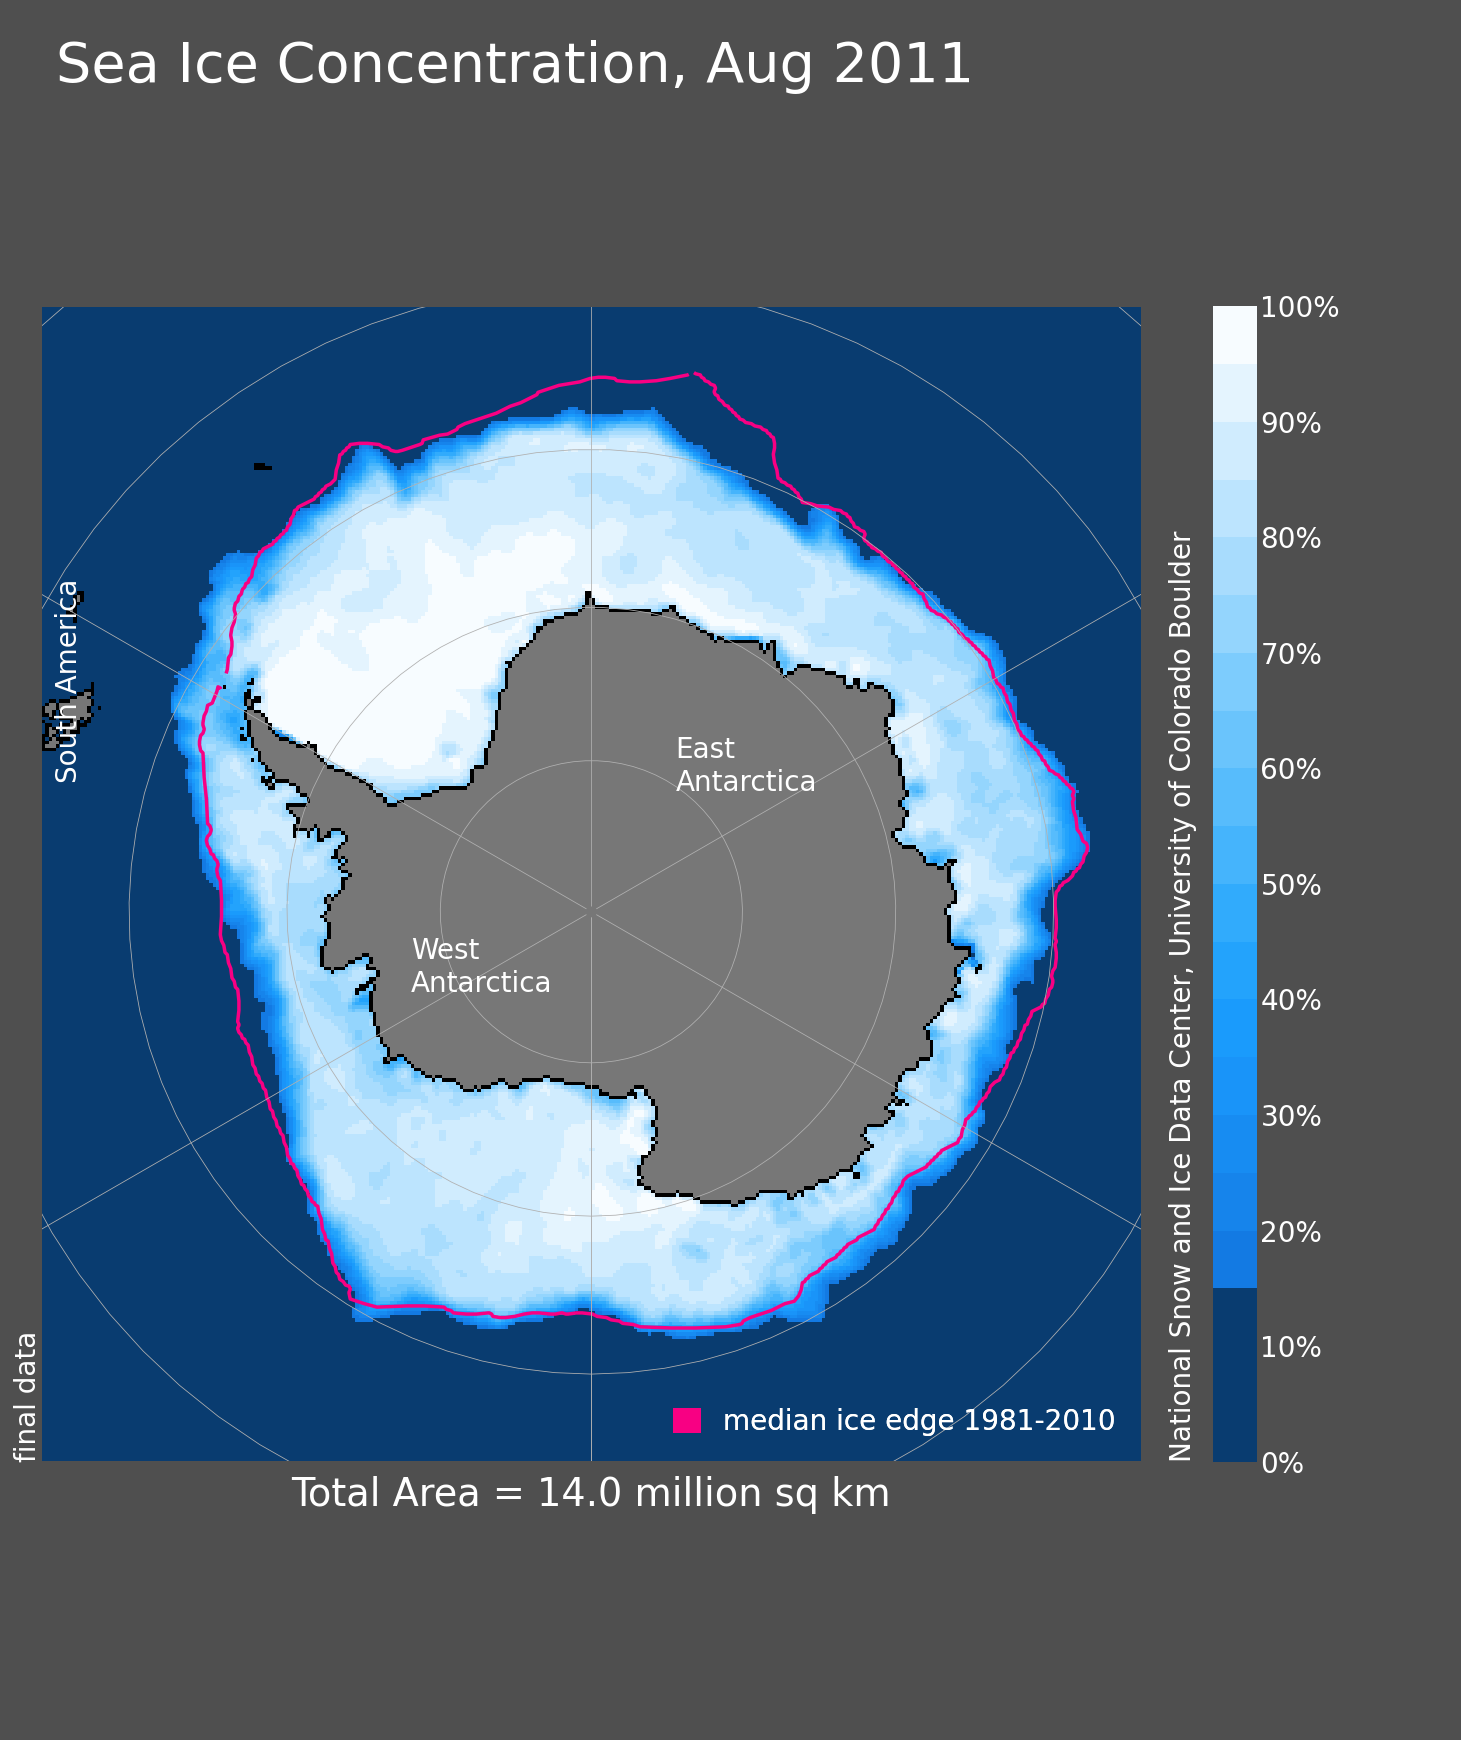 Sea Ice Concentration, Aug 2011
South America
East
Antarctica
West
Antarctica
final data
median ice edge 1981-2010
Total Area = 14.0 million sq km
National Snow and Ice Data Center, University of Colorado Boulder
100%
90%
80%
70%
60%
50%
40%
30%
20%
10%
0%